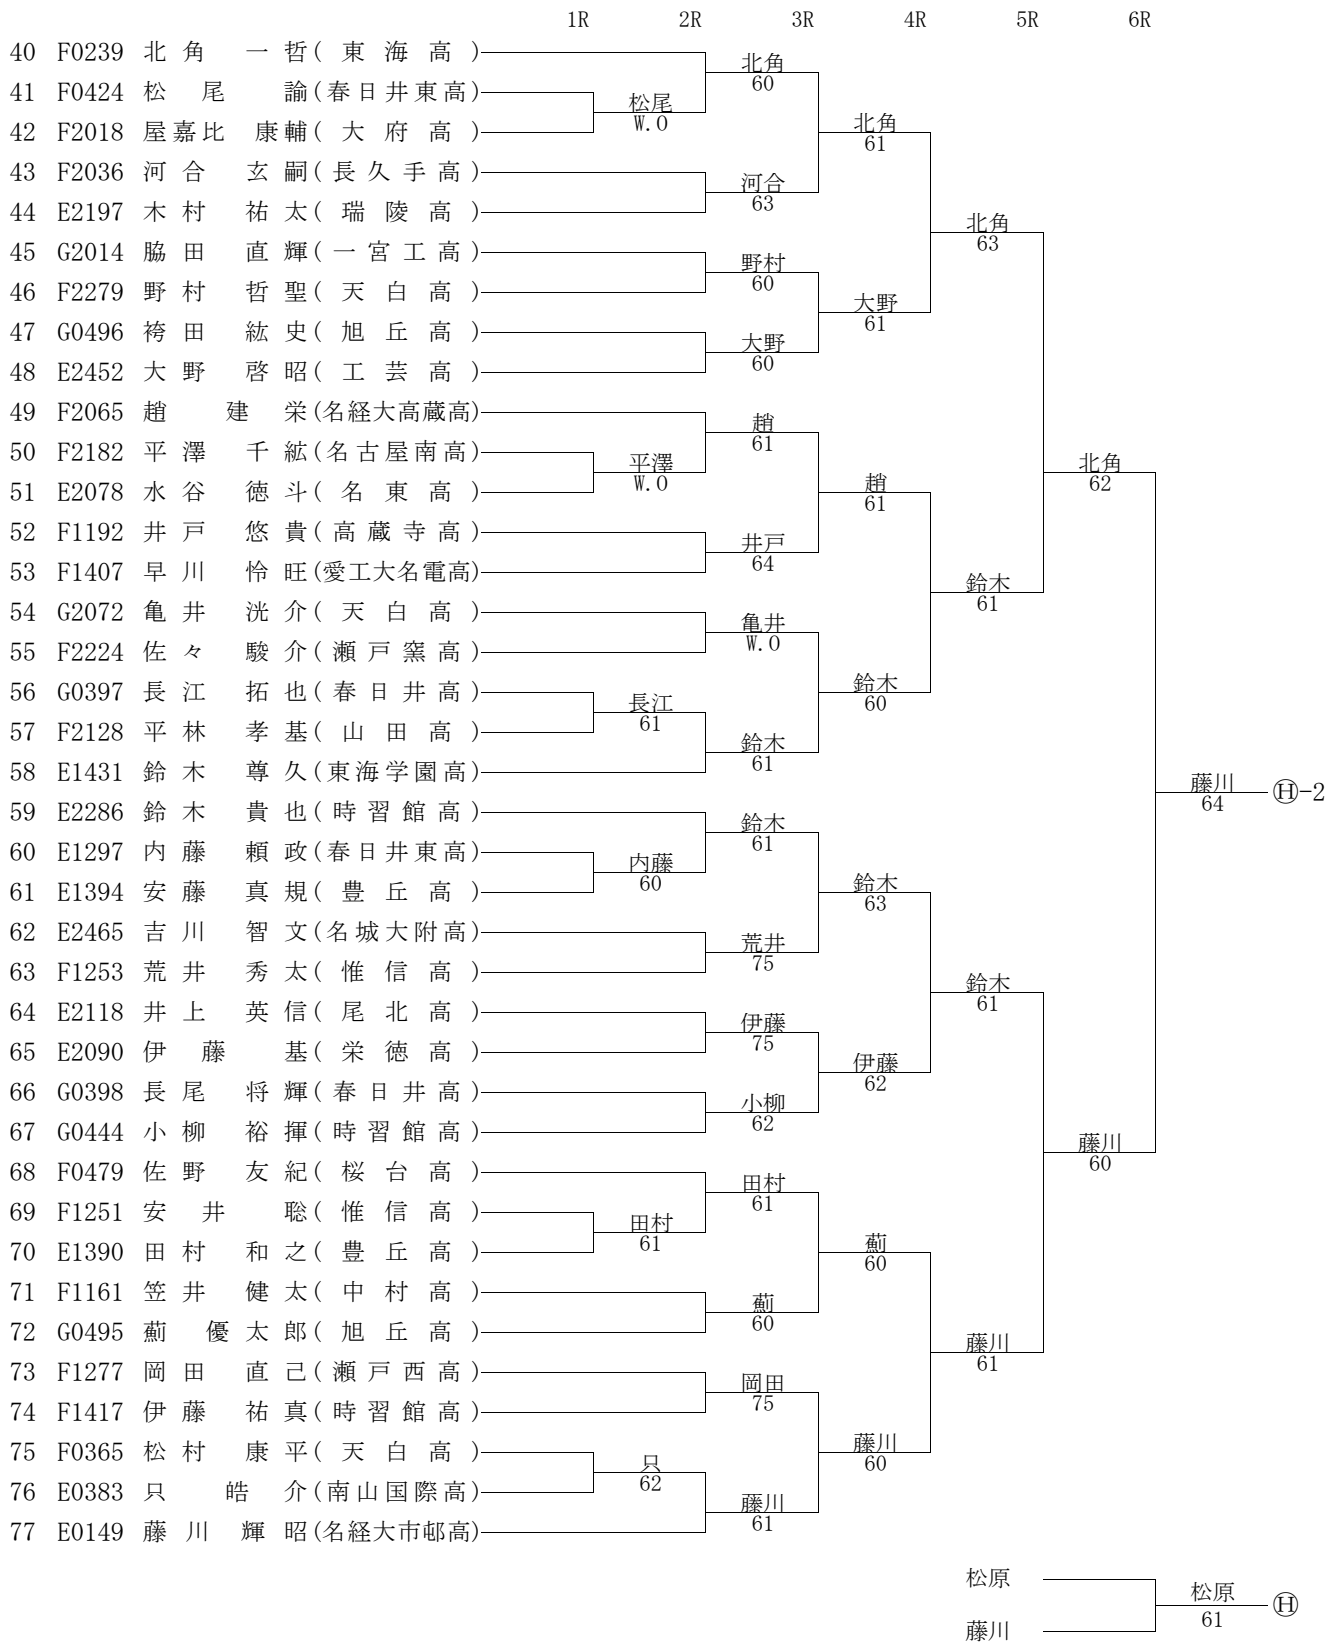 1R 2R 3R 4R 5R 6R
40 F0239 北角 一哲(東海高)
北角
60
41 F0424 松尾 諭(春日井東高)
松尾
W.O
42 F2018 屋嘉比 康輔(大府高)
北角
61
43 F2036 河合 玄嗣(長久手高)
河合
63
44 E2197 木村 祐太(瑞陵高)
北角
63
45 G2014 脇田 直輝(一宮工高)
野村
60
46 F2279 野村 哲聖(天白高)
大野
61
47 G0496 袴田 紘史(旭丘高)
大野
60
48 E2452 大野 啓昭(工芸高)
49 F2065 趙 建栄(名経大高蔵高)
趙
61
50 F2182 平澤 千紘(名古屋南高)
平澤
W.O
北角
62
51 E2078 水谷 徳斗(名東高)
趙
61
52 F1192 井戸 悠貴(高蔵寺高)
井戸
64
53 F1407 早川 怜旺(愛工大名電高)
鈴木
61
54 G2072 亀井 洸介(天白高)
亀井
W.O
55 F2224 佐々 駿介(瀬戸窯高)
鈴木
60
56 G0397 長江 拓也(春日井高)
長江
61
57 F2128 平林 孝基(山田高)
鈴木
61
58 E1431 鈴木 尊久(東海学園高)
藤川
64
Ⓗ-2
59 E2286 鈴木 貴也(時習館高)
鈴木
61
60 E1297 内藤 頼政(春日井東高)
内藤
60
61 E1394 安藤 真規(豊丘高)
鈴木
63
62 E2465 吉川 智文(名城大附高)
荒井
75
63 F1253 荒井 秀太(惟信高)
鈴木
61
64 E2118 井上 英信(尾北高)
伊藤
75
65 E2090 伊藤 基(栄徳高)
伊藤
62
66 G0398 長尾 将輝(春日井高)
小柳
62
67 G0444 小柳 裕揮(時習館高)
藤川
60
68 F0479 佐野 友紀(桜台高)
田村
61
69 F1251 安井 聡(惟信高)
田村
61
70 E1390 田村 和之(豊丘高)
薊
60
71 F1161 笠井 健太(中村高)
薊
60
72 G0495 薊 優太郎(旭丘高)
藤川
61
73 F1277 岡田 直己(瀬戸西高)
岡田
75
74 F1417 伊藤 祐真(時習館高)
藤川
60
75 F0365 松村 康平(天白高)
只
62
76 E0383 只 皓介(南山国際高)
藤川
61
77 E0149 藤川 輝昭(名経大市邨高)
松原
松原
61
Ⓗ
藤川